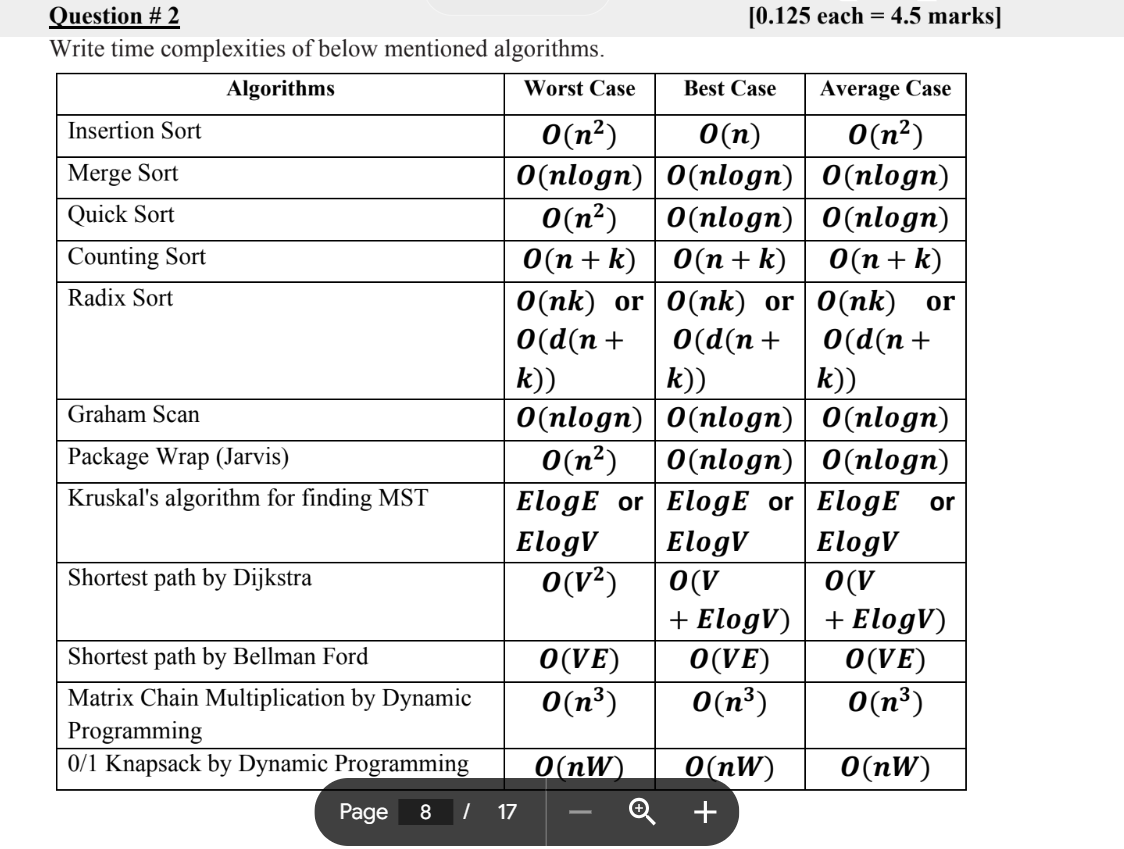 Question # 2 [0.125 each = 4.5 marks]
Write time complexities of below mentioned algorithms.
Algorithms Worst Case Best Case Average Case
Insertion Sort O(n²) O(n) O(n²)
Merge Sort O(nlogn) O(nlogn) O(nlogn)
Quick Sort O(n²) O(nlogn) O(nlogn)
Counting Sort O(n + k) O(n + k) O(n + k)
Radix Sort O(nk) or O(nk) or O(nk) or
O(d(n + O(d(n + O(d(n +
k)) k)) k))
Graham Scan O(nlogn) O(nlogn) O(nlogn)
Package Wrap (Jarvis) O(n²) O(nlogn) O(nlogn)
Kruskal's algorithm for finding MST ElogE or ElogE or ElogE or
ElogV ElogV ElogV
Shortest path by Dijkstra O(V²) O(V O(V
+ ElogV) + ElogV)
Shortest path by Bellman Ford O(VE) O(VE) O(VE)
Matrix Chain Multiplication by Dynamic O(n³) O(n³) O(n³)
Programming
0/1 Knapsack by Dynamic Programming O(nW) O(nW) O(nW)
Page 8 / 17